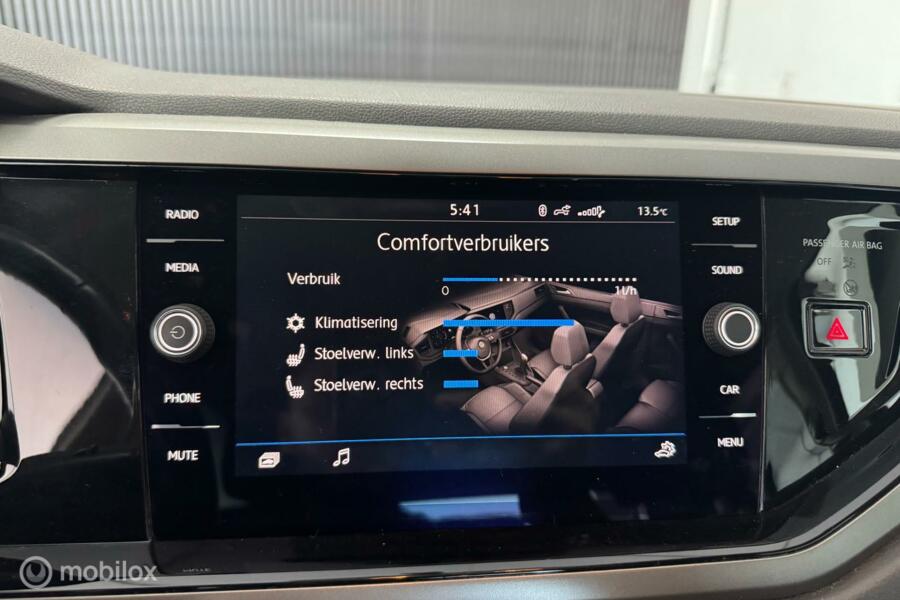 RADIO
MEDIA
PHONE
MUTE
5:41
13.5°C
Comfortverbruikers
Verbruik
0
1l/h
Klimatisering
Stoelverw. links
Stoelverw. rechts
SETUP
SOUND
CAR
MENU
PASSENGER AIR BAG
OFF
mobilox